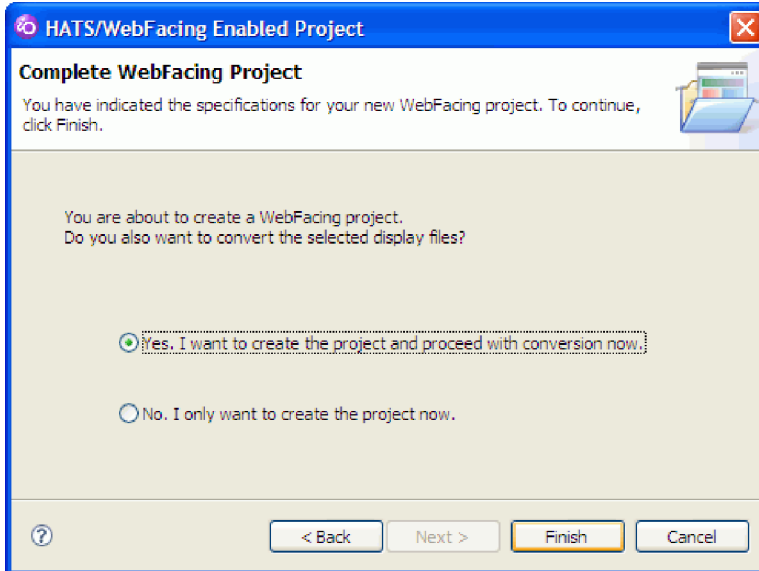 HATS/WebFacing Enabled Project
Complete WebFacing Project
You have indicated the specifications for your new WebFacing project. To continue,
click Finish.
You are about to create a WebFacing project.
Do you also want to convert the selected display files?
Yes. I want to create the project and proceed with conversion now.
No. I only want to create the project now.
? < Back Next > Finish Cancel